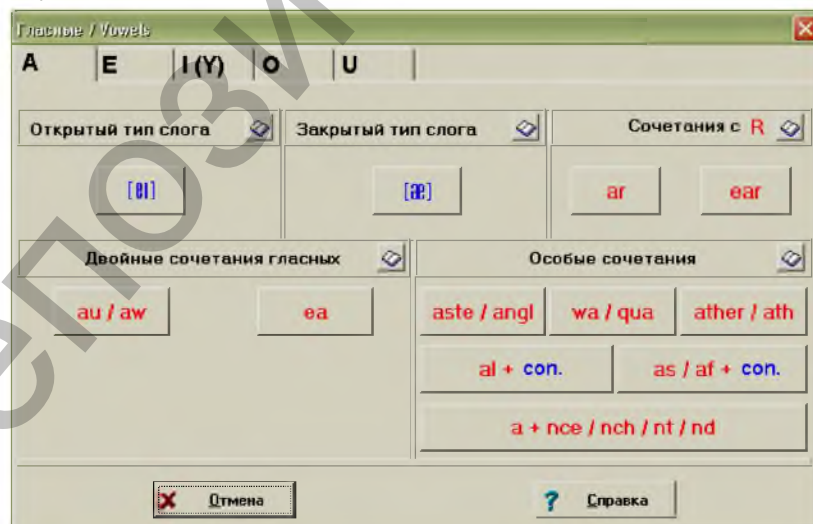 Гласные / Vowels
A E I (Y) O U
Открытый тип слога Закрытый тип слога Сочетания с R
[eɪ] [æ] ar ear
Двойные сочетания гласных Особые сочетания
au / aw ea aste / angl wa / qua ather / ath
al + con. as / af + con.
a + nce / nch / nt / nd
Отмена ? Справка